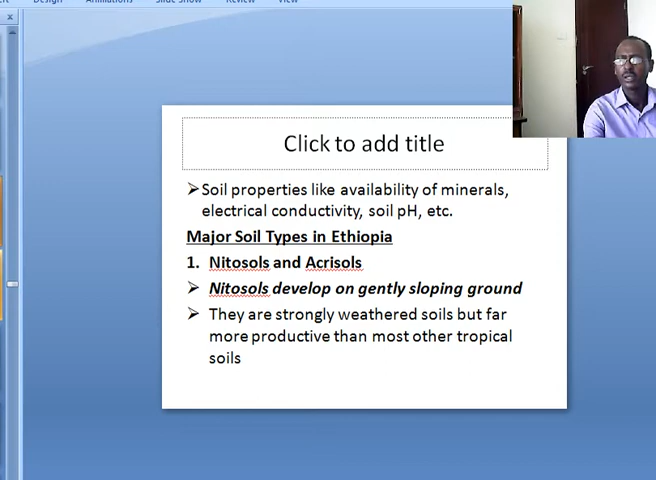 Design Animations Slide Show Review View
Click to add title
➢Soil properties like availability of minerals,
electrical conductivity, soil pH, etc.
Major Soil Types in Ethiopia
1. Nitosols and Acrisols
➢ Nitosols develop on gently sloping ground
➢ They are strongly weathered soils but far
more productive than most other tropical
soils